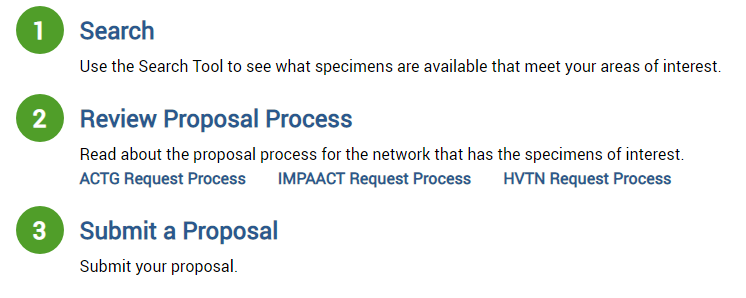 1 Search
Use the Search Tool to see what specimens are available that meet your areas of interest.
2 Review Proposal Process
Read about the proposal process for the network that has the specimens of interest.
ACTG Request Process IMPAACT Request Process HVTN Request Process
3 Submit a Proposal
Submit your proposal.